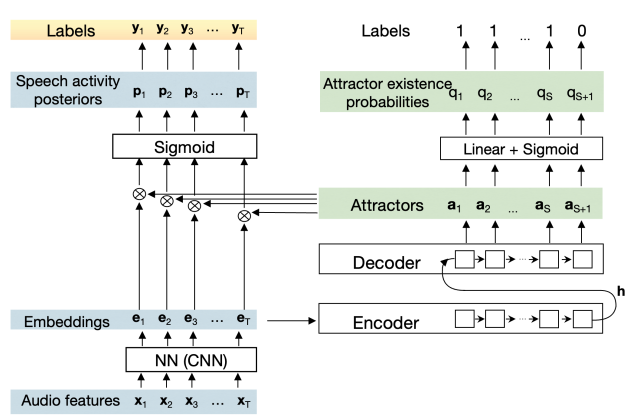 Labels y1 y2 y3 ... yT
Speech activity
posteriors
p1 p2 p3 ... pT
Sigmoid
⊗ ⊗ ⊗ ⊗
Embeddings e1 e2 e3 ... eT
NN (CNN)
Audio features x1 x2 x3 ... xT
Labels 1 1 ... 1 0
Attractor existence
probabilities
q1 q2 ... qS qS+1
Linear + Sigmoid
Attractors a1 a2 ... aS aS+1
Decoder ...
h
Encoder ...